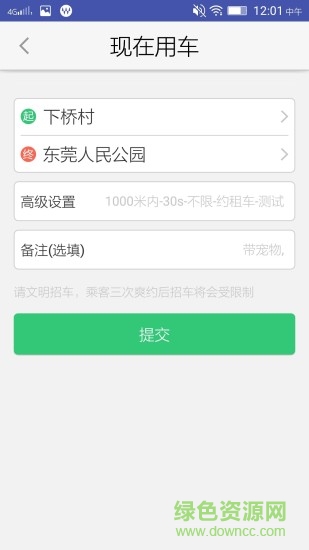 4G 12:01 中午
现在用车
起 下桥村
终 东莞人民公园
高级设置 1000米内-30s-不限-约租车-测试
备注(选填) 带宠物,
请文明招车，乘客三次爽约后招车将会受限制
提交
绿色资源网
www.downcc.com